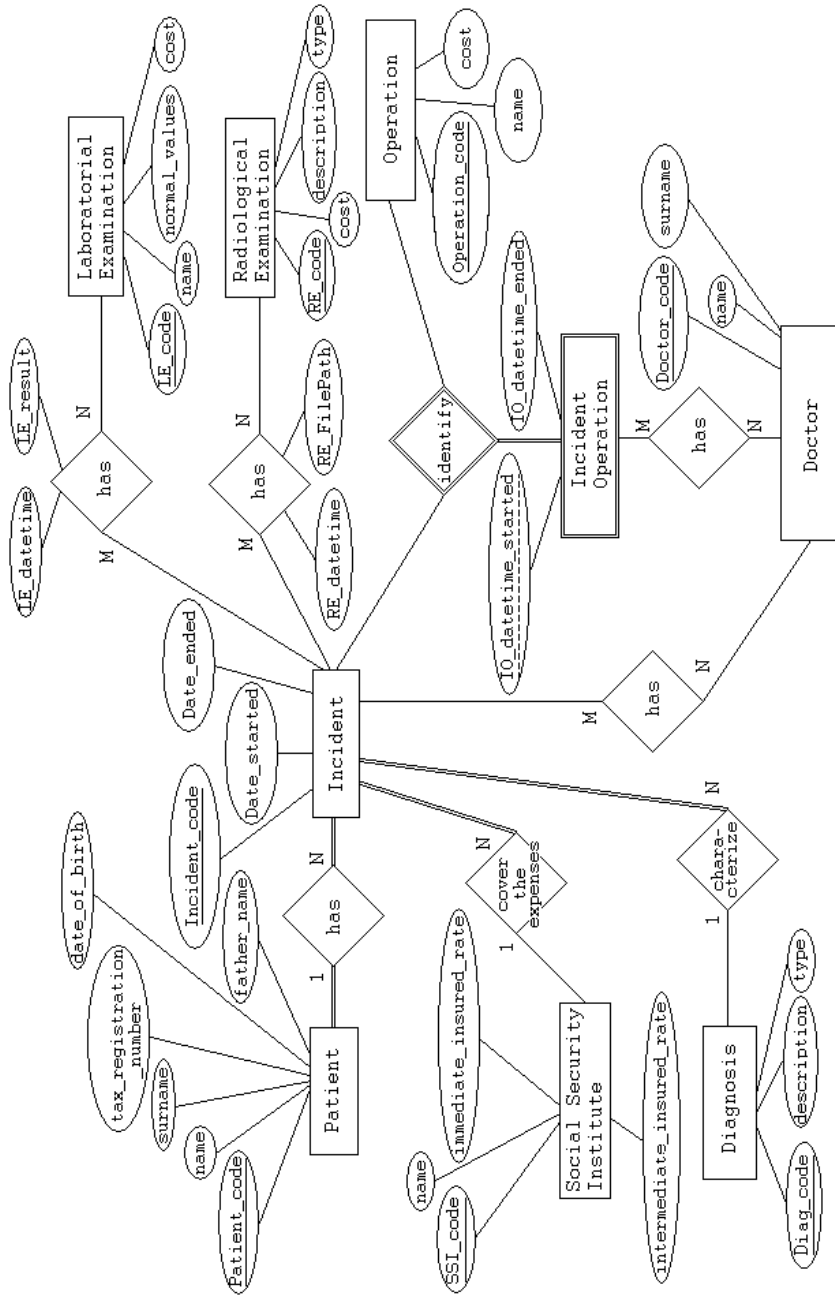 date_of_birth
tax_registration
_number
surname
name
Patient_code
father_name
Patient
1
has
N
Incident_code
Date_started
Date_ended
Incident
LE_datetime
LE_result
M
has
N
Laboratorial
Examination
LE_code
name
normal_values
cost
M
has
N
RE_datetime
RE_FilePath
Radiological
Examination
RE_code
cost
description
type
identify
Operation
Operation_code
name
cost
IO_datetime_started
IO_datetime_ended
Incident
Operation
M
has
N
Doctor_code
name
surname
Doctor
M
has
N
name
SSI_code
immediate_insured_rate
intermediate_insured_rate
Social Security
Institute
1
cover
the
expenses
N
Diagnosis
Diag_code
description
type
1
chara-
cterize
N